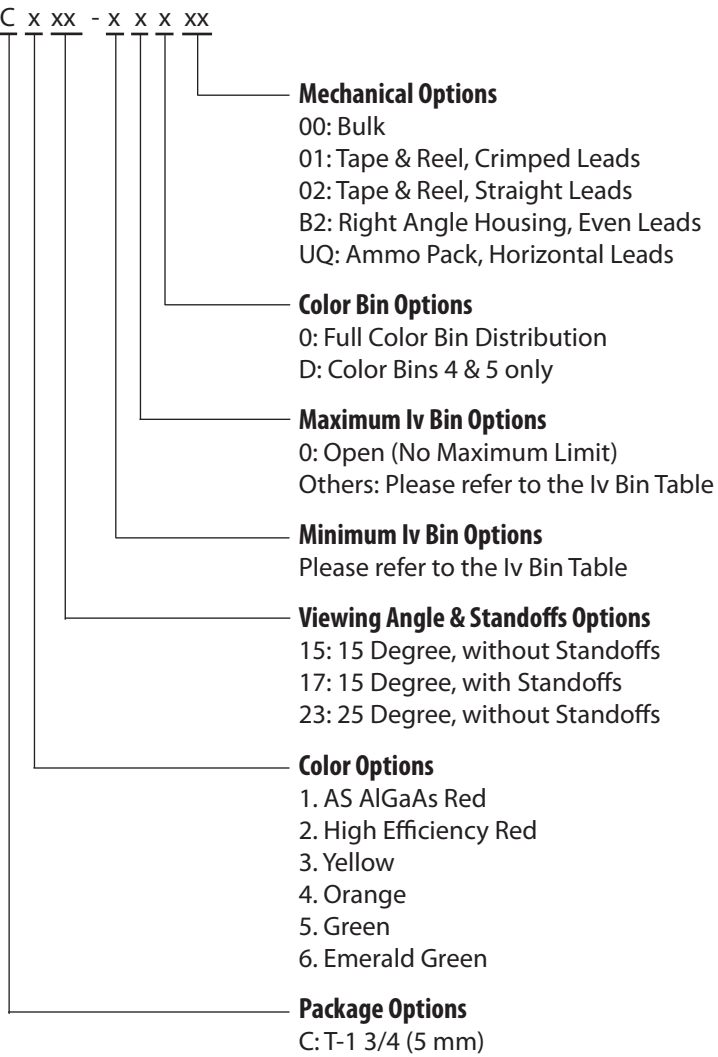 C x xx - x x x xx
Mechanical Options
00: Bulk
01: Tape & Reel, Crimped Leads
02: Tape & Reel, Straight Leads
B2: Right Angle Housing, Even Leads
UQ: Ammo Pack, Horizontal Leads
Color Bin Options
0: Full Color Bin Distribution
D: Color Bins 4 & 5 only
Maximum Iv Bin Options
0: Open (No Maximum Limit)
Others: Please refer to the Iv Bin Table
Minimum Iv Bin Options
Please refer to the Iv Bin Table
Viewing Angle & Standoffs Options
15: 15 Degree, without Standoffs
17: 15 Degree, with Standoffs
23: 25 Degree, without Standoffs
Color Options
1. AS AlGaAs Red
2. High Efficiency Red
3. Yellow
4. Orange
5. Green
6. Emerald Green
Package Options
C: T-1 3/4 (5 mm)